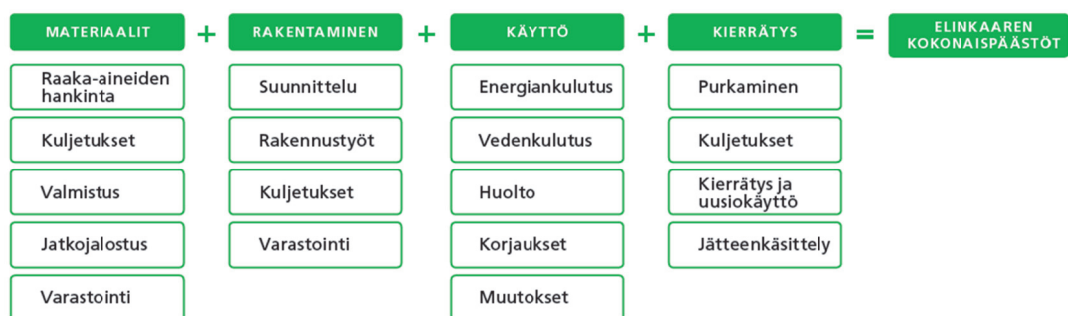 MATERIAALIT + RAKENTAMINEN + KÄYTTÖ + KIERRÄTYS = ELINKAAREN
KOKONAISPÄÄSTÖT
Raaka-aineiden
hankinta
Kuljetukset
Valmistus
Jatkojalostus
Varastointi
Suunnittelu
Rakennustyöt
Kuljetukset
Varastointi
Energiankulutus
Vedenkulutus
Huolto
Korjaukset
Muutokset
Purkaminen
Kuljetukset
Kierrätys ja
uusiokäyttö
Jätteenkäsittely